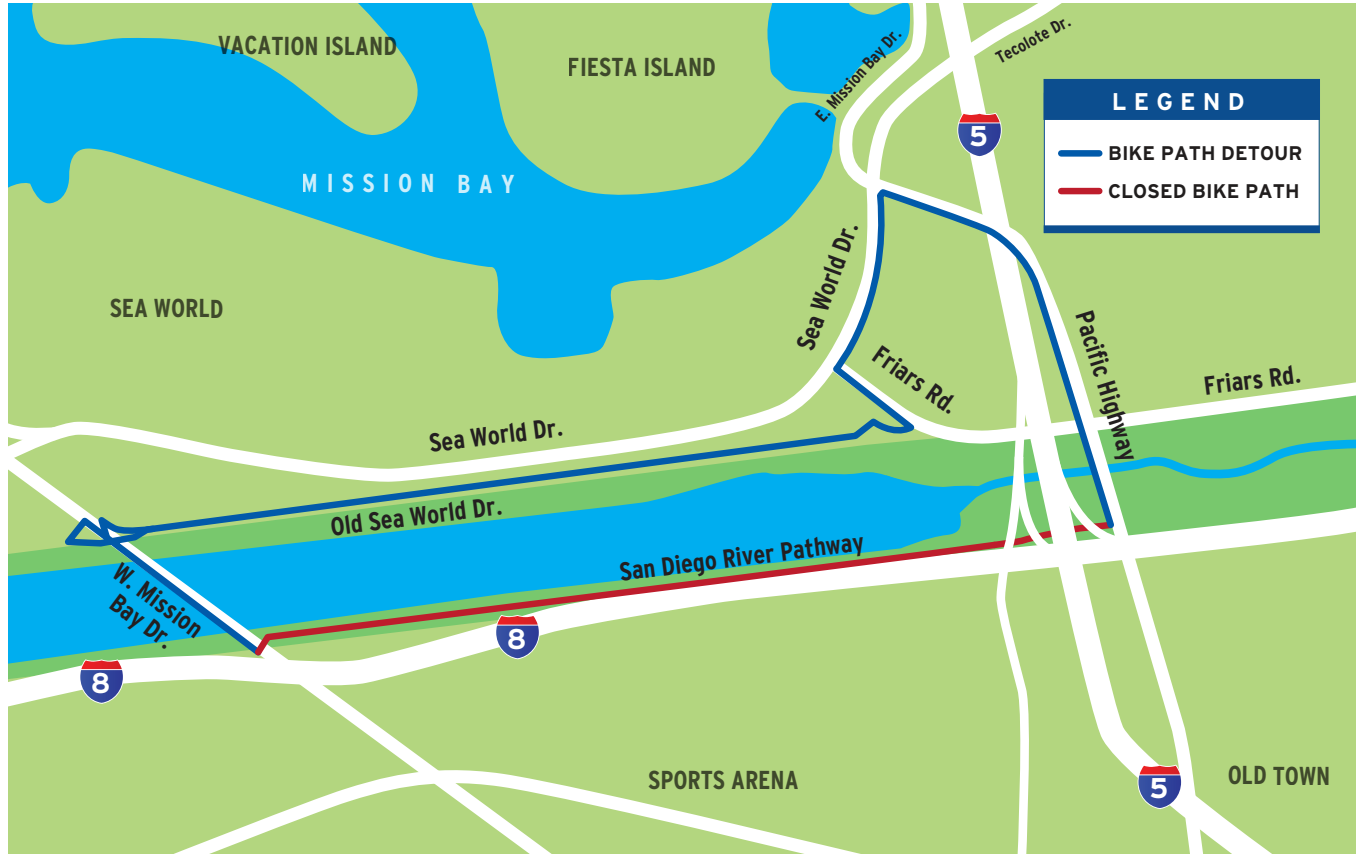 VACATION ISLAND
FIESTA ISLAND
E. Mission Bay Dr.
Tecolote Dr.
5
LEGEND
BIKE PATH DETOUR
CLOSED BIKE PATH
MISSION BAY
SEA WORLD
Sea World Dr.
Pacific Highway
Friars Rd.
Friars Rd.
Sea World Dr.
Old Sea World Dr.
San Diego River Pathway
W. Mission
Bay Dr.
8
8
SPORTS ARENA
5
OLD TOWN